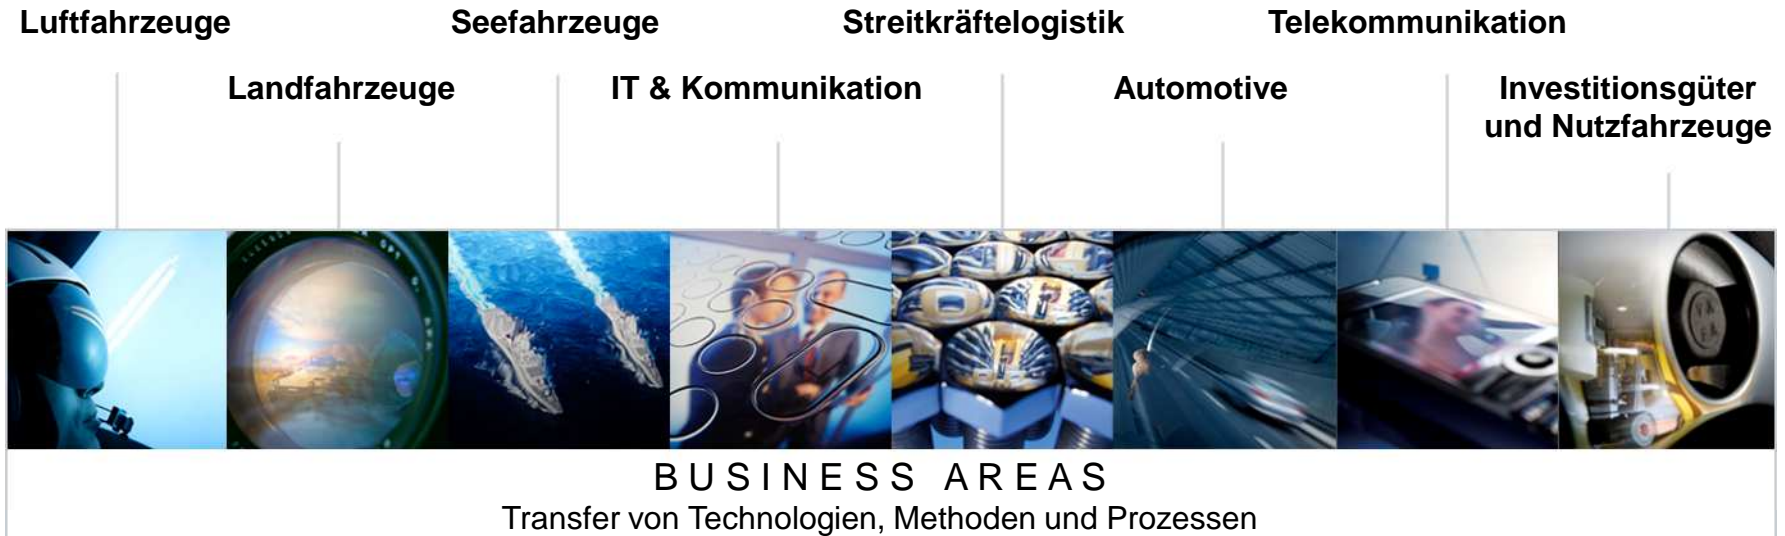 Luftfahrzeuge
Seefahrzeuge
Streitkräftelogistik
Telekommunikation
Landfahrzeuge
IT & Kommunikation
Automotive
Investitionsgüter
und Nutzfahrzeuge
BUSINESS AREAS
Transfer von Technologien, Methoden und Prozessen